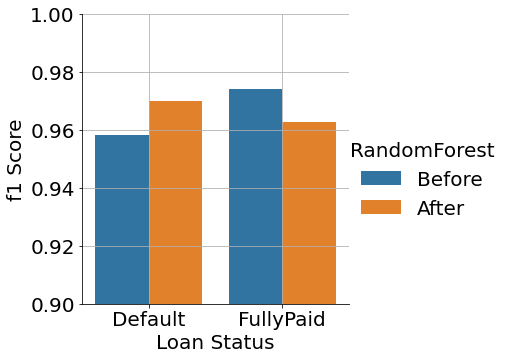 1.00
0.98
0.96
0.94
0.92
0.90
f1 Score
Default
FullyPaid
Loan Status
RandomForest
Before
After